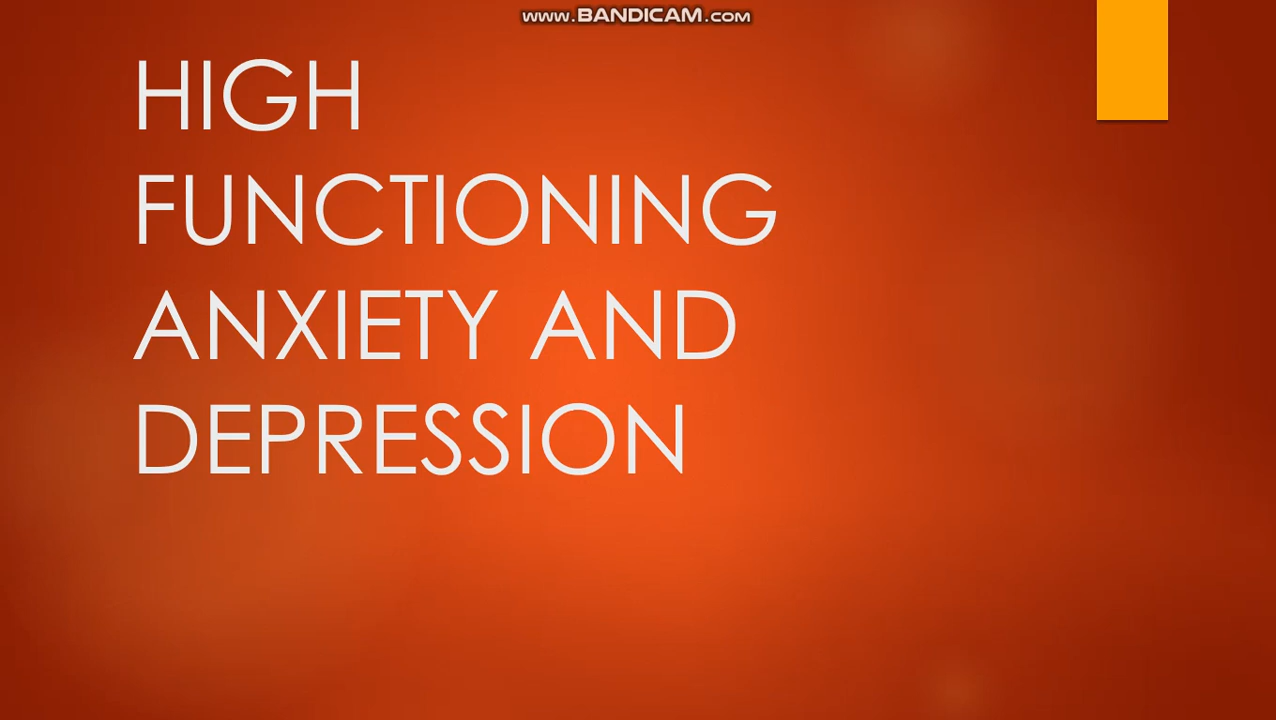 www.BANDICAM.com
HIGH
FUNCTIONING
ANXIETY AND
DEPRESSION